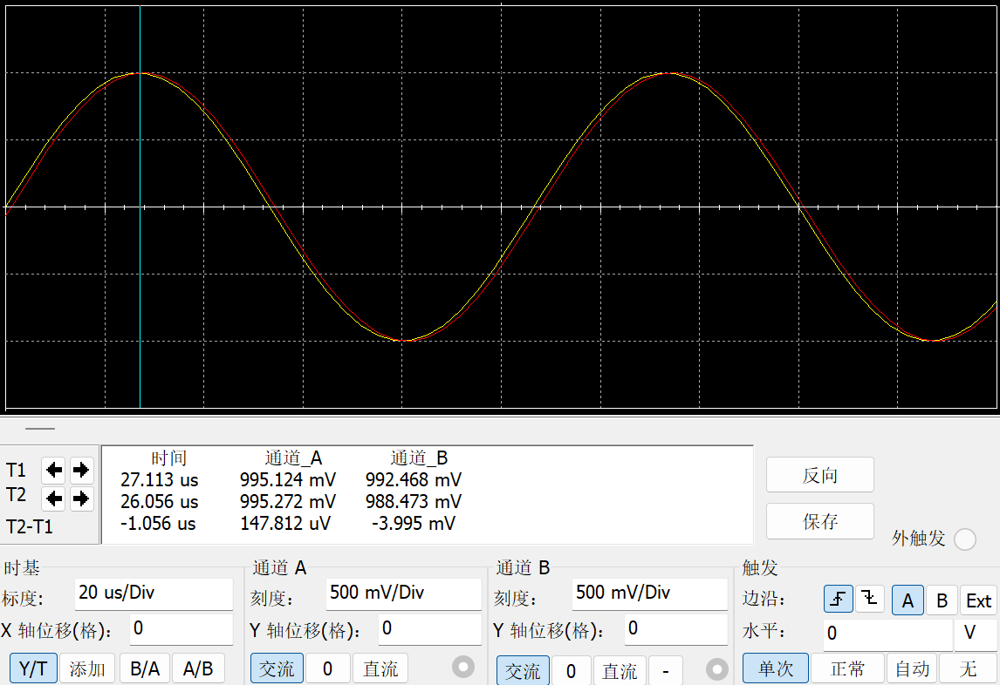 时间 通道_A 通道_B
T1 27.113 us 995.124 mV 992.468 mV
T2 26.056 us 995.272 mV 988.473 mV
T2-T1 -1.056 us 147.812 uV -3.995 mV
反向
保存
外触发
时基
标度: 20 us/Div
X 轴位移(格): 0
Y/T 添加 B/A A/B
通道 A
刻度: 500 mV/Div
Y 轴位移(格): 0
交流 0 直流
通道 B
刻度: 500 mV/Div
Y 轴位移(格): 0
交流 0 直流 -
触发
边沿: A B Ext
水平: 0 V
单次 正常 自动 无